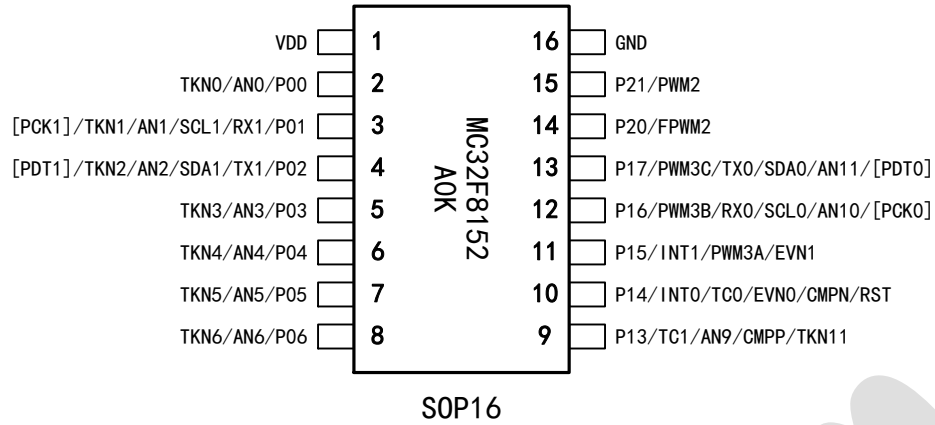 VDD 1 16 GND
TKN0/AN0/P00 2 15 P21/PWM2
[PCK1]/TKN1/AN1/SCL1/RX1/P01 3 14 P20/FPWM2
[PDT1]/TKN2/AN2/SDA1/TX1/P02 4 13 P17/PWM3C/TX0/SDA0/AN11/[PDT0]
TKN3/AN3/P03 5 12 P16/PWM3B/RX0/SCL0/AN10/[PCK0]
TKN4/AN4/P04 6 11 P15/INT1/PWM3A/EVN1
TKN5/AN5/P05 7 10 P14/INT0/TC0/EVN0/CMPN/RST
TKN6/AN6/P06 8 9 P13/TC1/AN9/CMPP/TKN11
MC32F8152
A0K
SOP16